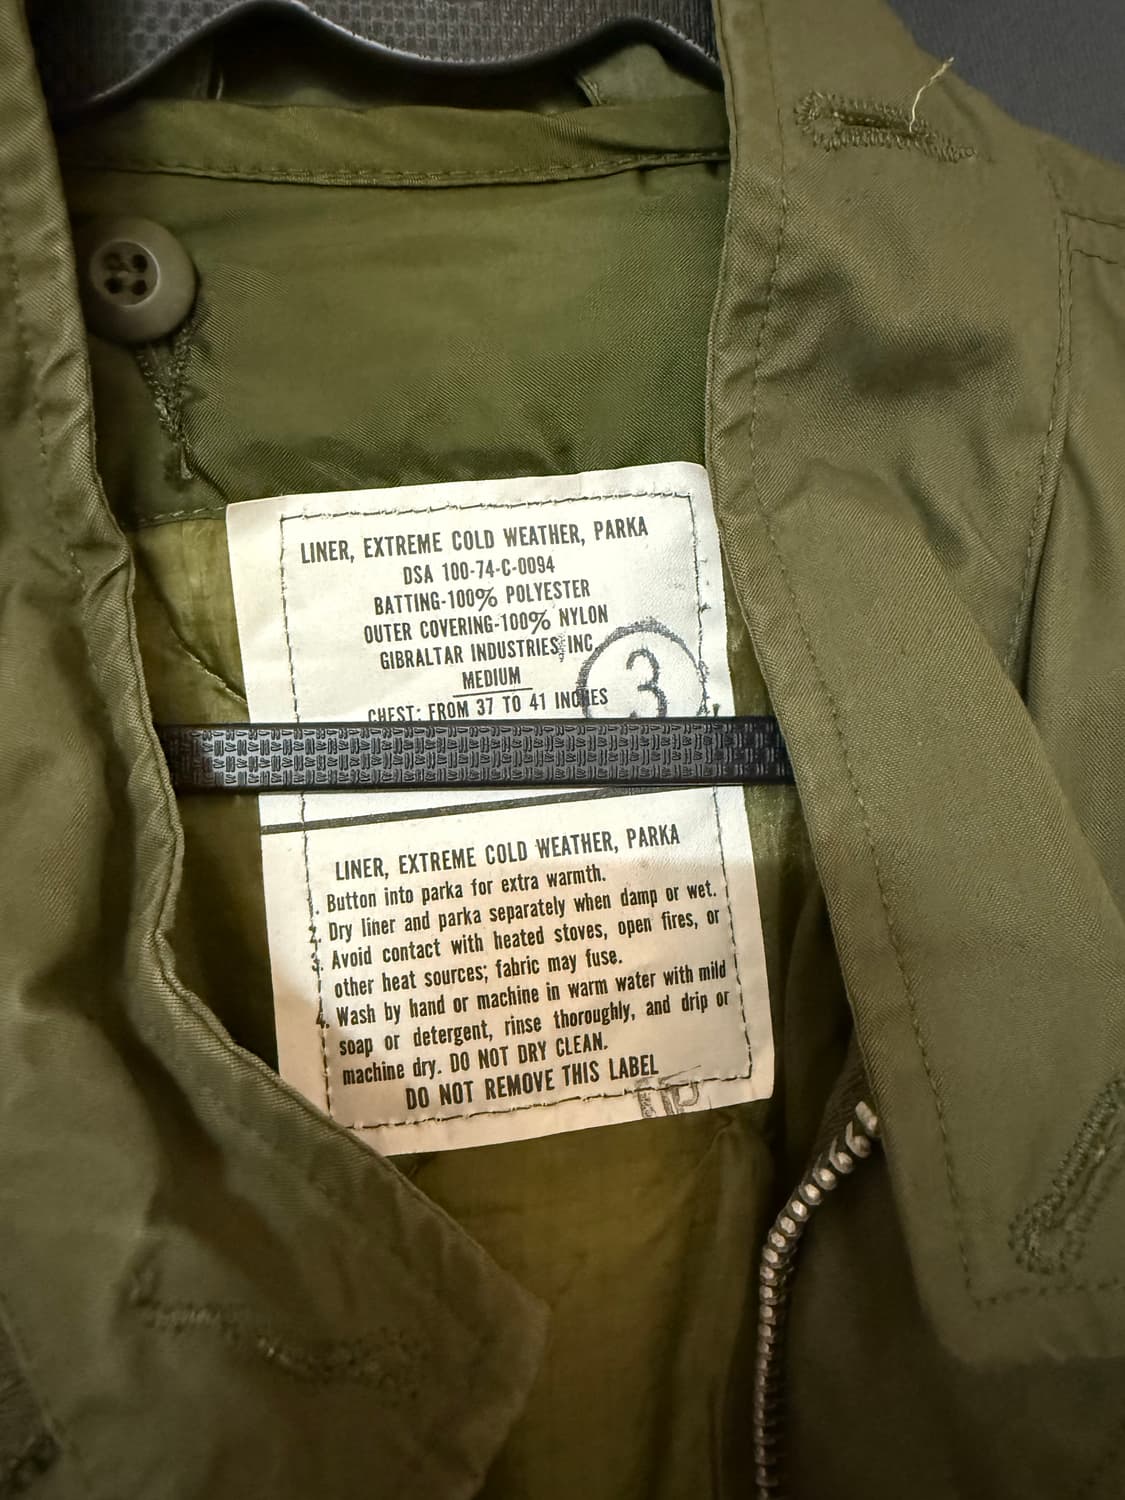 LINER, EXTREME COLD WEATHER, PARKA
DSA 100-74-C-0094
BATTING-100% POLYESTER
OUTER COVERING-100% NYLON
GIBRALTAR INDUSTRIES, INC.
MEDIUM
CHEST: FROM 37 TO 41 INCHES
3
LINER, EXTREME COLD WEATHER, PARKA
1. Button into parka for extra warmth.
2. Dry liner and parka separately when damp or wet.
3. Avoid contact with heated stoves, open fires, or
other heat sources; fabric may fuse.
4. Wash by hand or machine in warm water with mild
soap or detergent, rinse thoroughly, and drip or
machine dry. DO NOT DRY CLEAN.
DO NOT REMOVE THIS LABEL